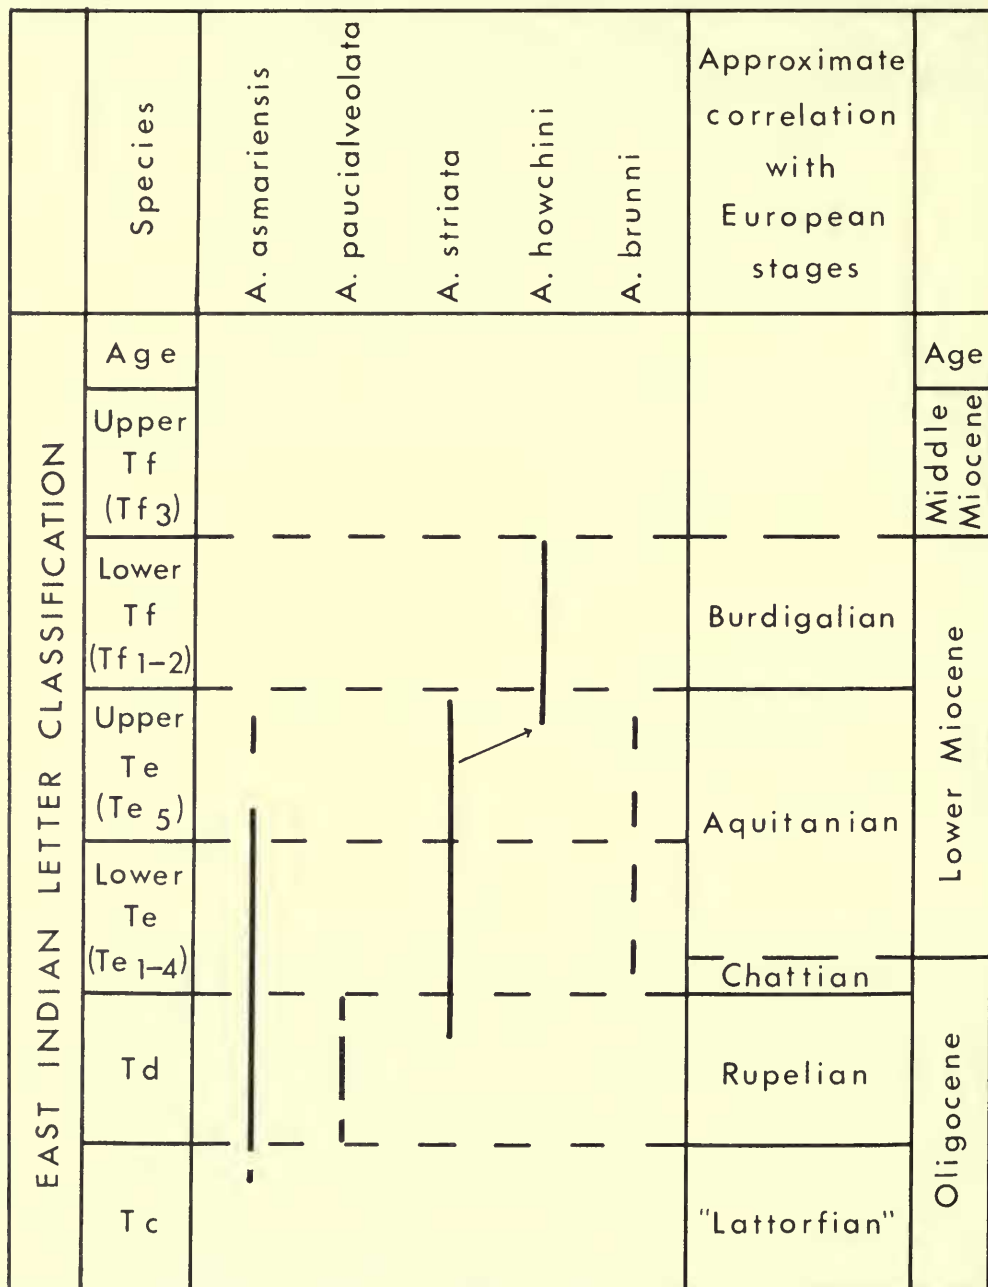 Species
A. asmariensis
A. paucialveolata
A. striata
A. howchini
A. brunni
Approximate
correlation
with
European
stages
EAST INDIAN LETTER CLASSIFICATION
Age
Age
Upper
Tf
(Tf 3)
Middle
Miocene
Lower
Tf
(Tf 1-2)
Burdigalian
Lower Miocene
Upper
Te
(Te 5)
Aquitanian
Lower
Te
(Te 1-4)
Chattian
Td
Rupelian
Oligocene
Tc
"Lattorfian"